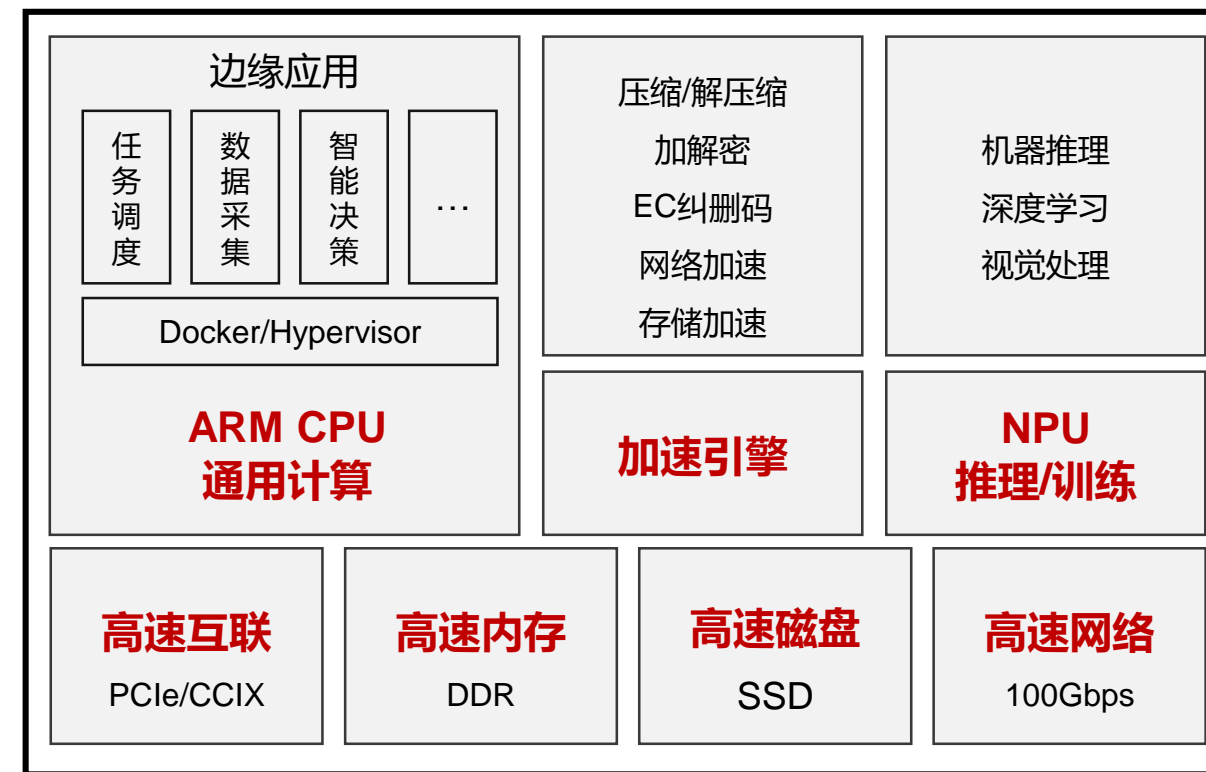 边缘应用
任务调度
数据采集
智能决策
...
Docker/Hypervisor
ARM CPU
通用计算
压缩/解压缩
加解密
EC纠删码
网络加速
存储加速
加速引擎
机器推理
深度学习
视觉处理
NPU
推理/训练
高速互联
PCIe/CCIX
高速内存
DDR
高速磁盘
SSD
高速网络
100Gbps